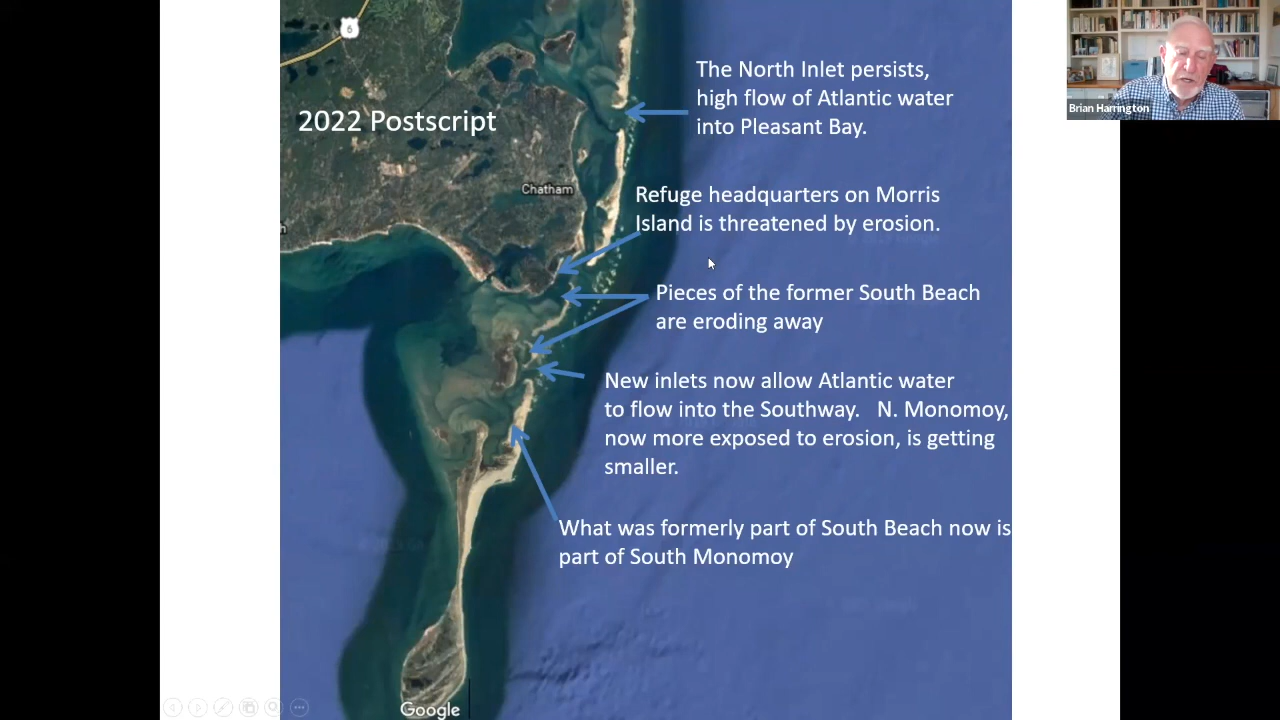 6
Brian Harrington
The North Inlet persists,
high flow of Atlantic water
into Pleasant Bay.
2022 Postscript
Chatham
Refuge headquarters on Morris
Island is threatened by erosion.
Pieces of the former South Beach
are eroding away
New inlets now allow Atlantic water
to flow into the Southway. N. Monomoy,
now more exposed to erosion, is getting
smaller.
What was formerly part of South Beach now is
part of South Monomoy
Google